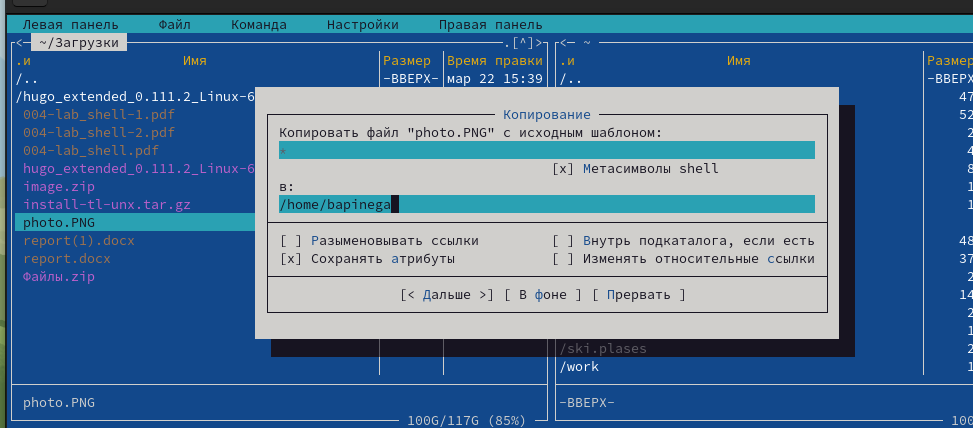 Левая панель Файл Команда Настройки Правая панель
<─ ~/Загрузки .[^]> <─ ~
.и Имя Размер Время правки .и Имя Размер
/.. -ВВЕРХ- мар 22 15:39 /.. -ВВЕРХ
/hugo_extended_0.111.2_Linux-6 47
004-lab_shell-1.pdf 52
004-lab_shell-2.pdf 2
004-lab_shell.pdf 4
hugo_extended_0.111.2_Linux-6 1
image.zip
install-tl-unx.tar.gz 1
photo.PNG
report(1).docx 48
report.docx 37
Файлы.zip
14
2
1
/ski.plases 2
/work 1
Копирование
Копировать файл "photo.PNG" с исходным шаблоном:
*
[x] Метасимволы shell
в:
/home/bapinega
[ ] Разыменовывать ссылки [ ] Внутрь подкаталога, если есть
[x] Сохранять атрибуты [ ] Изменять относительные ссылки
[< Дальше >] [ В фоне ] [ Прервать ]
photo.PNG -ВВЕРХ-
100G/117G (85%) 100